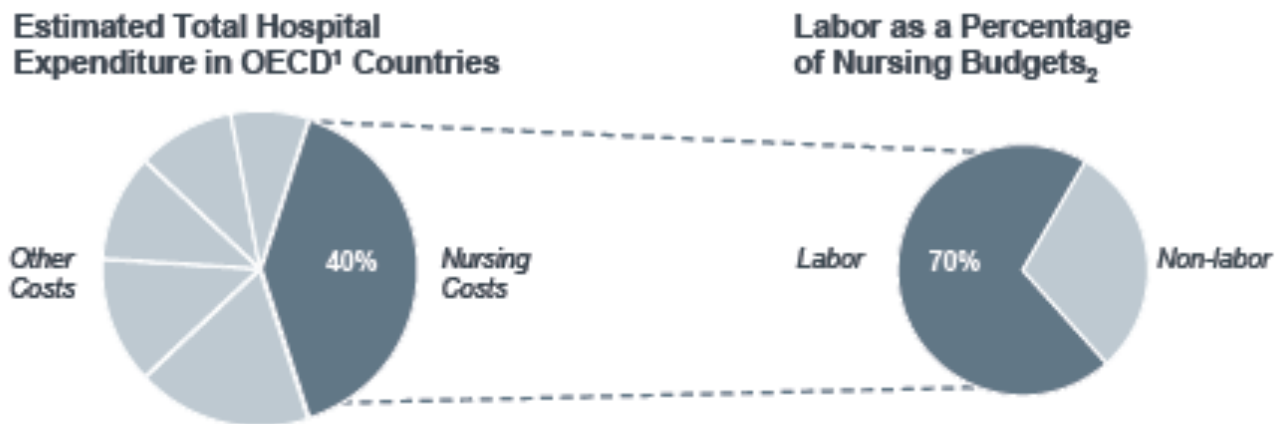 Estimated Total Hospital
Expenditure in OECD¹ Countries
Labor as a Percentage
of Nursing Budgets₂
Other
Costs
40%
Nursing
Costs
Labor
70%
Non-labor